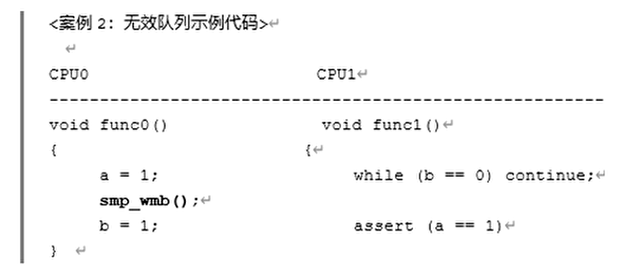 <案例 2: 无效队列示例代码>↵
↵
CPU0 CPU1↵
-------------------------------------------------------
void func0() void func1()↵
{ {↵
a = 1; while (b == 0) continue;↵
smp_wmb();↵
b = 1; assert (a == 1)↵
} ↵